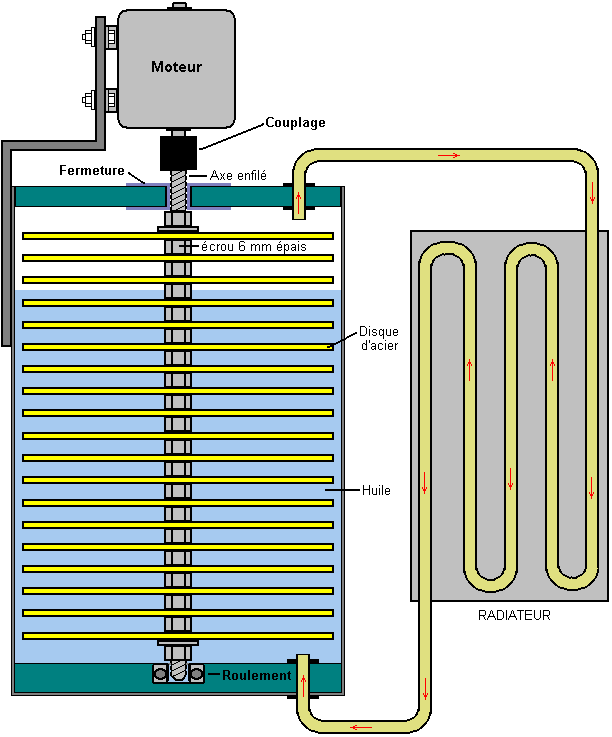 Moteur
Couplage
Fermeture
Axe enfilé
écrou 6 mm épais
Disque
d'acier
Huile
RADIATEUR
Roulement